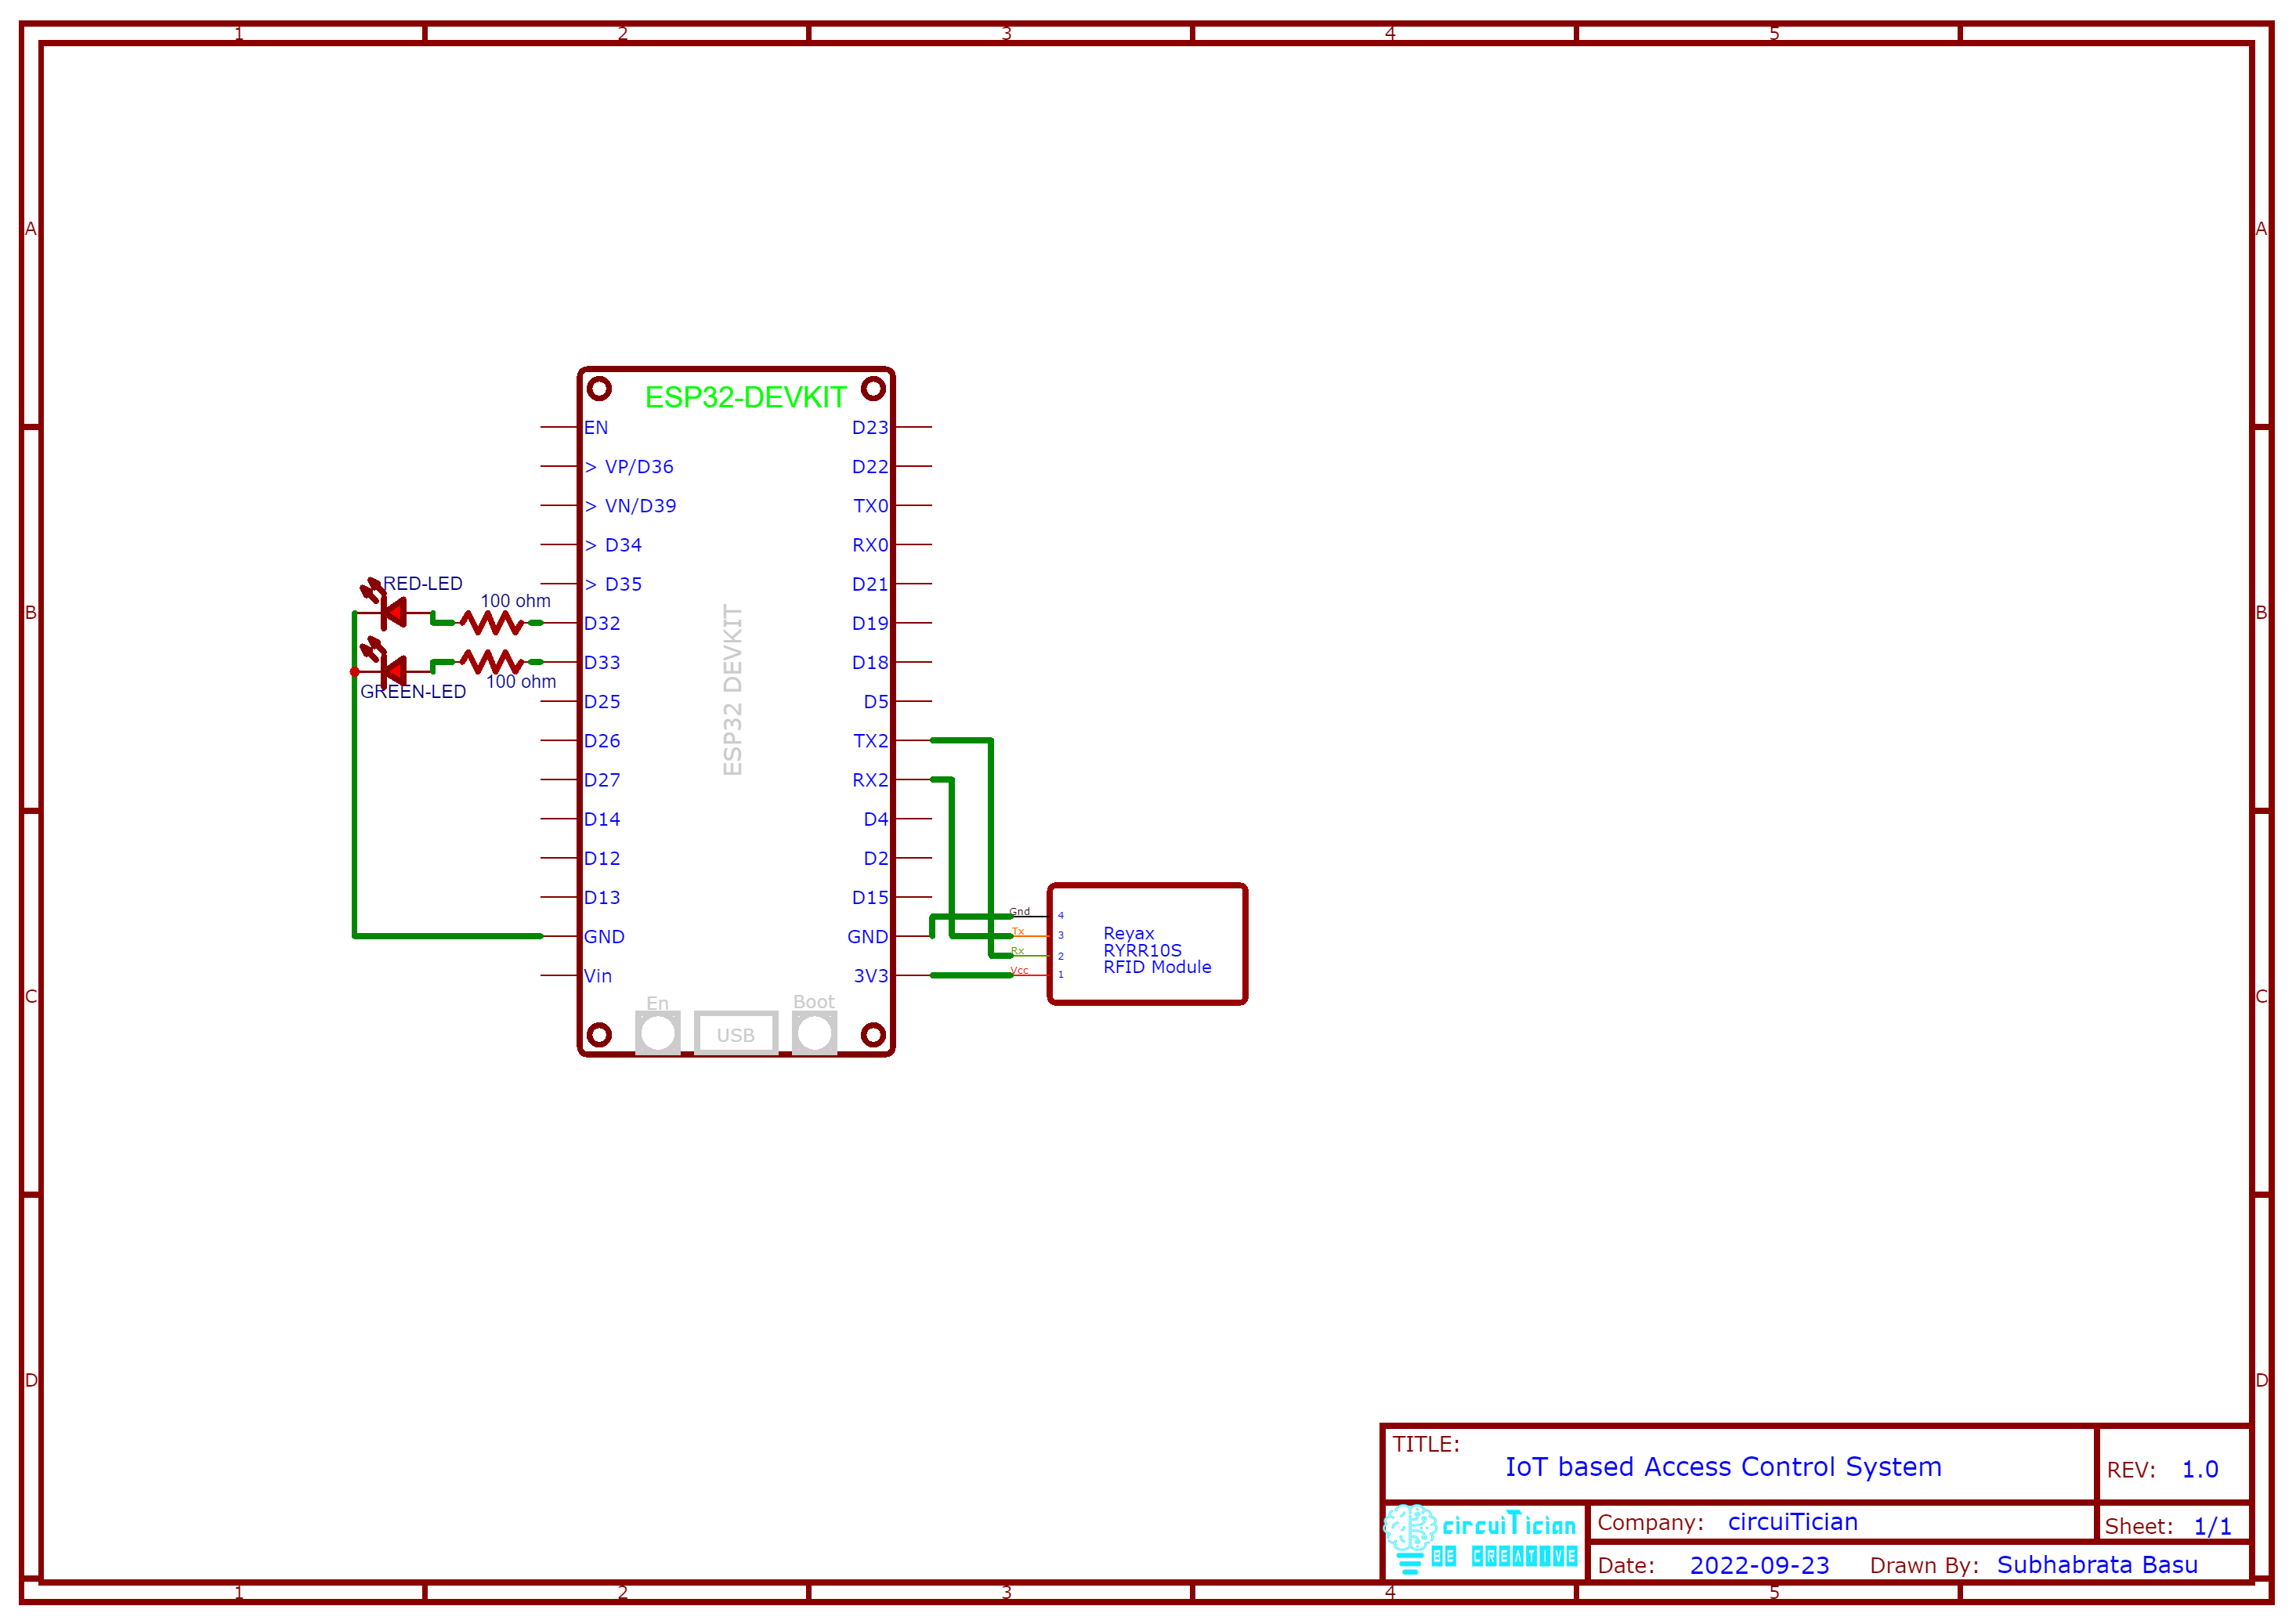 1 2 3 4 5
A A
ESP32-DEVKIT
EN D23
> VP/D36 D22
> VN/D39 TX0
> D34 RX0
> D35 D21
RED-LED
100 ohm
B B
D32 D19
D33 D18
100 ohm
GREEN-LED
ESP32 DEVKIT
D25 D5
D26 TX2
D27 RX2
D14 D4
D12 D2
D13 D15
GND GND
Vin 3V3
Gnd 4
Tx 3
Rx 2
Vcc 1
Reyax
RYRR10S
RFID Module
C C
En USB Boot
D D
TITLE:
IoT based Access Control System
REV: 1.0
circuiTician
BE CREATIVE
Company: circuiTician
Sheet: 1/1
Date: 2022-09-23 Drawn By: Subhabrata Basu
1 2 3 4 5